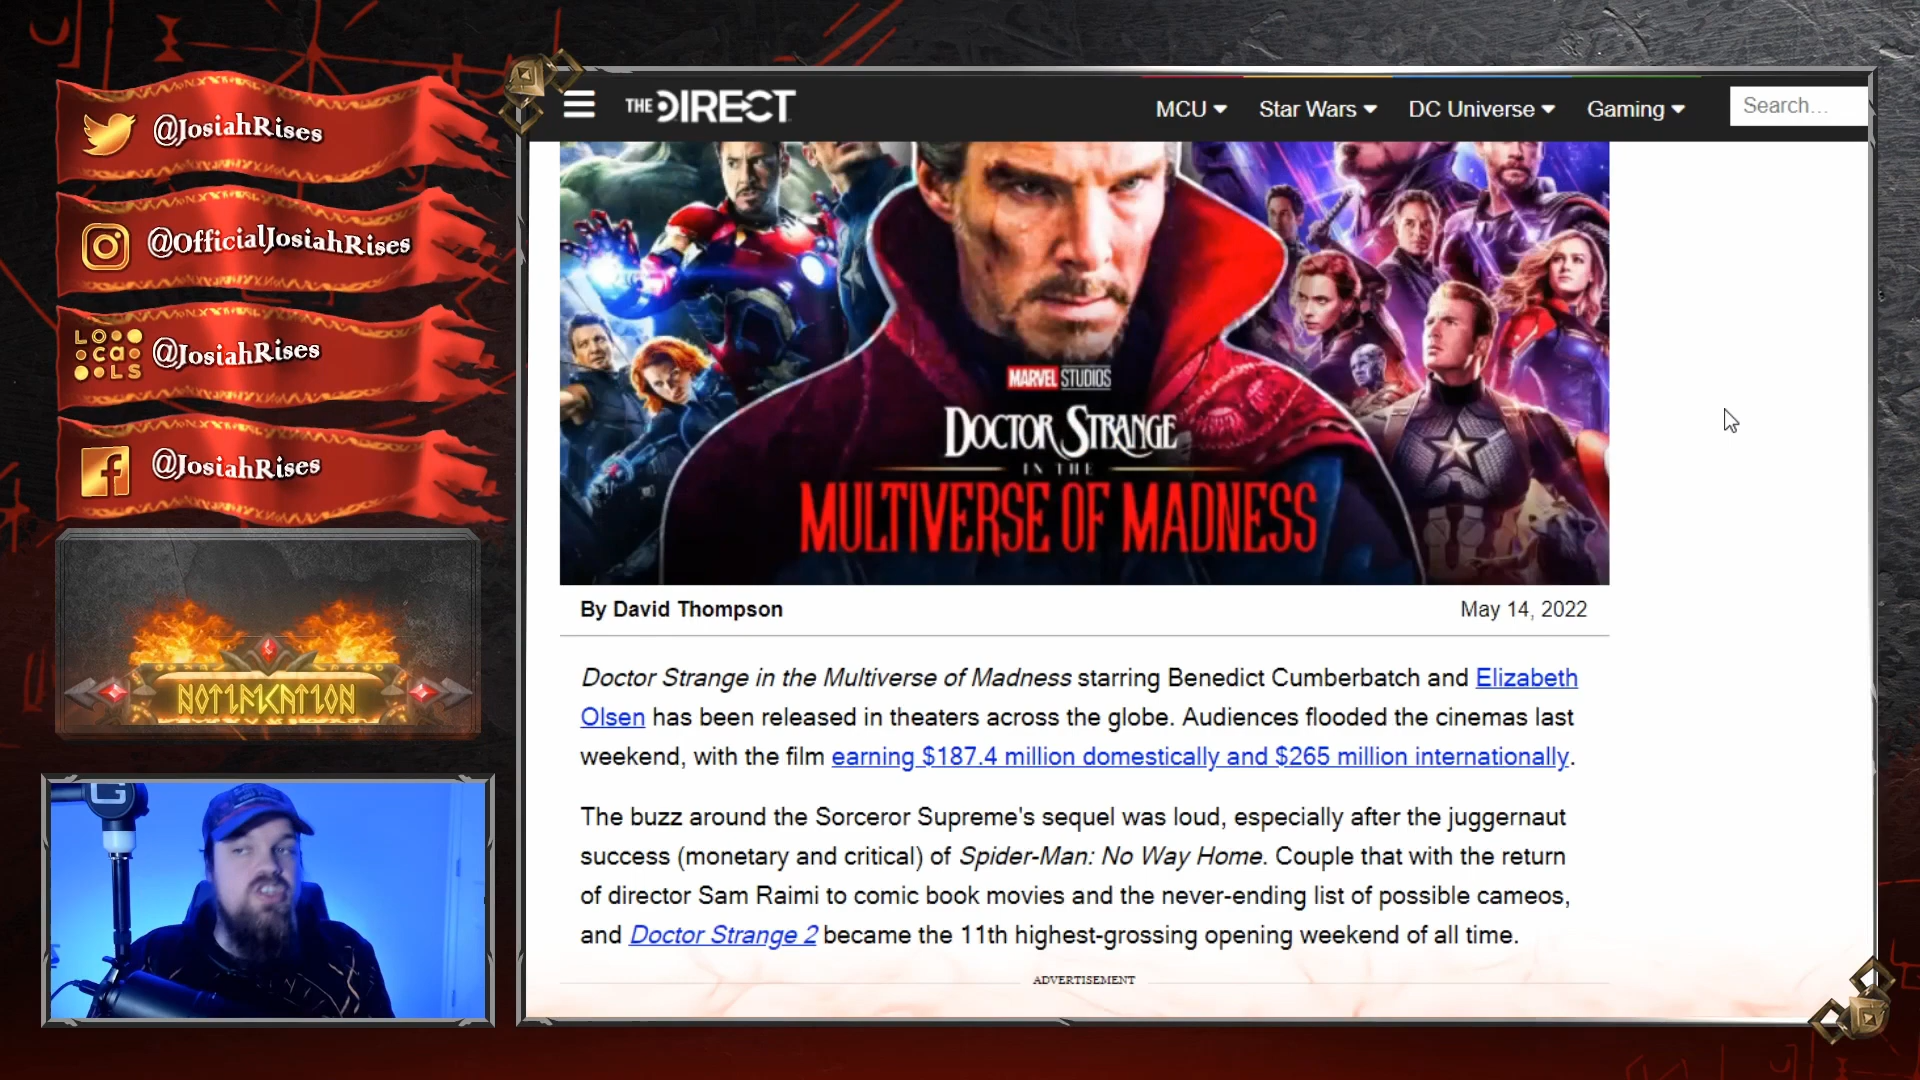 @JosiahRises
@OfficialJosiahRises
LOCALS
@JosiahRises
@JosiahRises
NOTIFICATION
G
THE DIRECT
MCU
Star Wars
DC Universe
Gaming
Search...
MARVEL STUDIOS
DOCTOR STRANGE
IN THE
MULTIVERSE OF MADNESS
By David Thompson
May 14, 2022
Doctor Strange in the Multiverse of Madness starring Benedict Cumberbatch and Elizabeth
Olsen has been released in theaters across the globe. Audiences flooded the cinemas last
weekend, with the film earning $187.4 million domestically and $265 million internationally.
The buzz around the Sorceror Supreme's sequel was loud, especially after the juggernaut
success (monetary and critical) of Spider-Man: No Way Home. Couple that with the return
of director Sam Raimi to comic book movies and the never-ending list of possible cameos,
and Doctor Strange 2 became the 11th highest-grossing opening weekend of all time.
ADVERTISEMENT